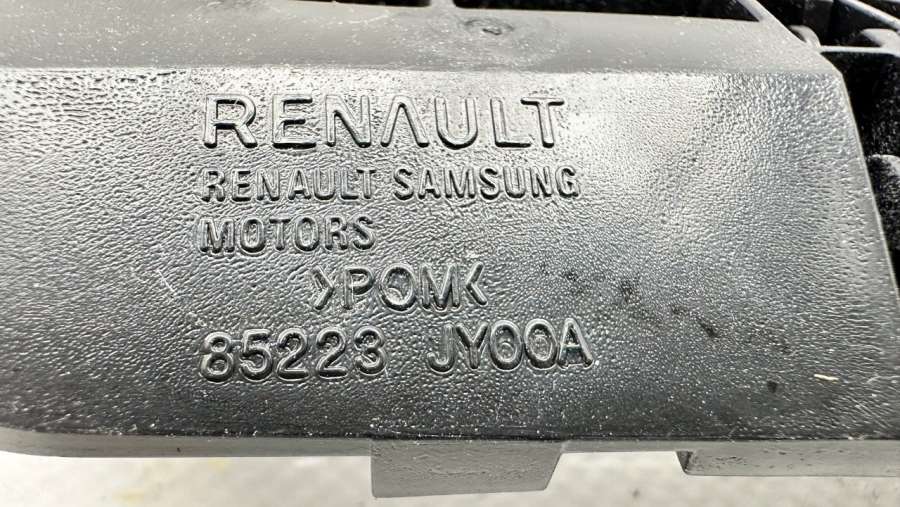 RENAULT
RENAULT SAMSUNG
MOTORS
>POM<
85223 JY00A